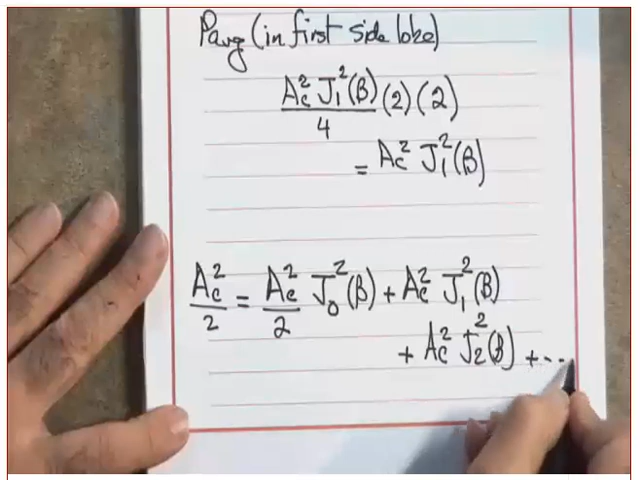 Pavg (in first side lobe)
Ac² J₁²(β)/4 (2)(2)
= Ac² J₁²(β)
Ac²/2 = Ac²/2 J₀²(β) + Ac² J₁²(β)
+ Ac² J₂²(β) + ...